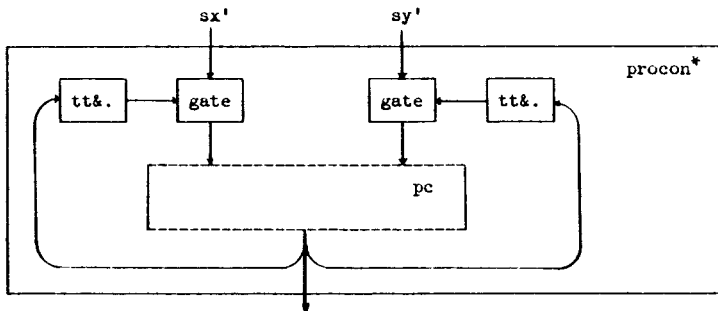 sx' sy'
procon*
tt&. gate gate tt&.
pc